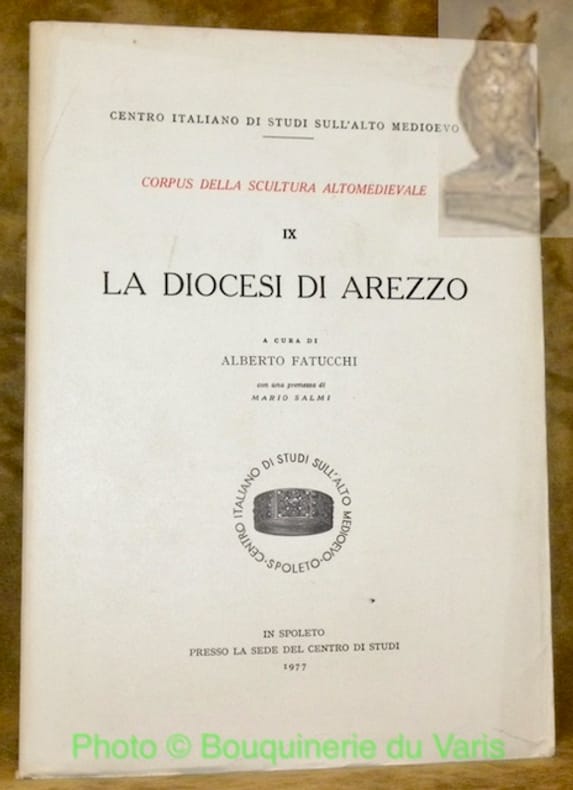 CENTRO ITALIANO DI STUDI SULL'ALTO MEDIOEVO
CORPUS DELLA SCULTURA ALTOMEDIEVALE
IX
LA DIOCESI DI AREZZO
A CURA DI
ALBERTO FATUCCHI
con una premessa di
MARIO SALMI
CENTRO ITALIANO DI STUDI SULL'ALTO MEDIOEVO · SPOLETO ·
IN SPOLETO
PRESSO LA SEDE DEL CENTRO DI STUDI
1977
Photo © Bouquinerie du Varis